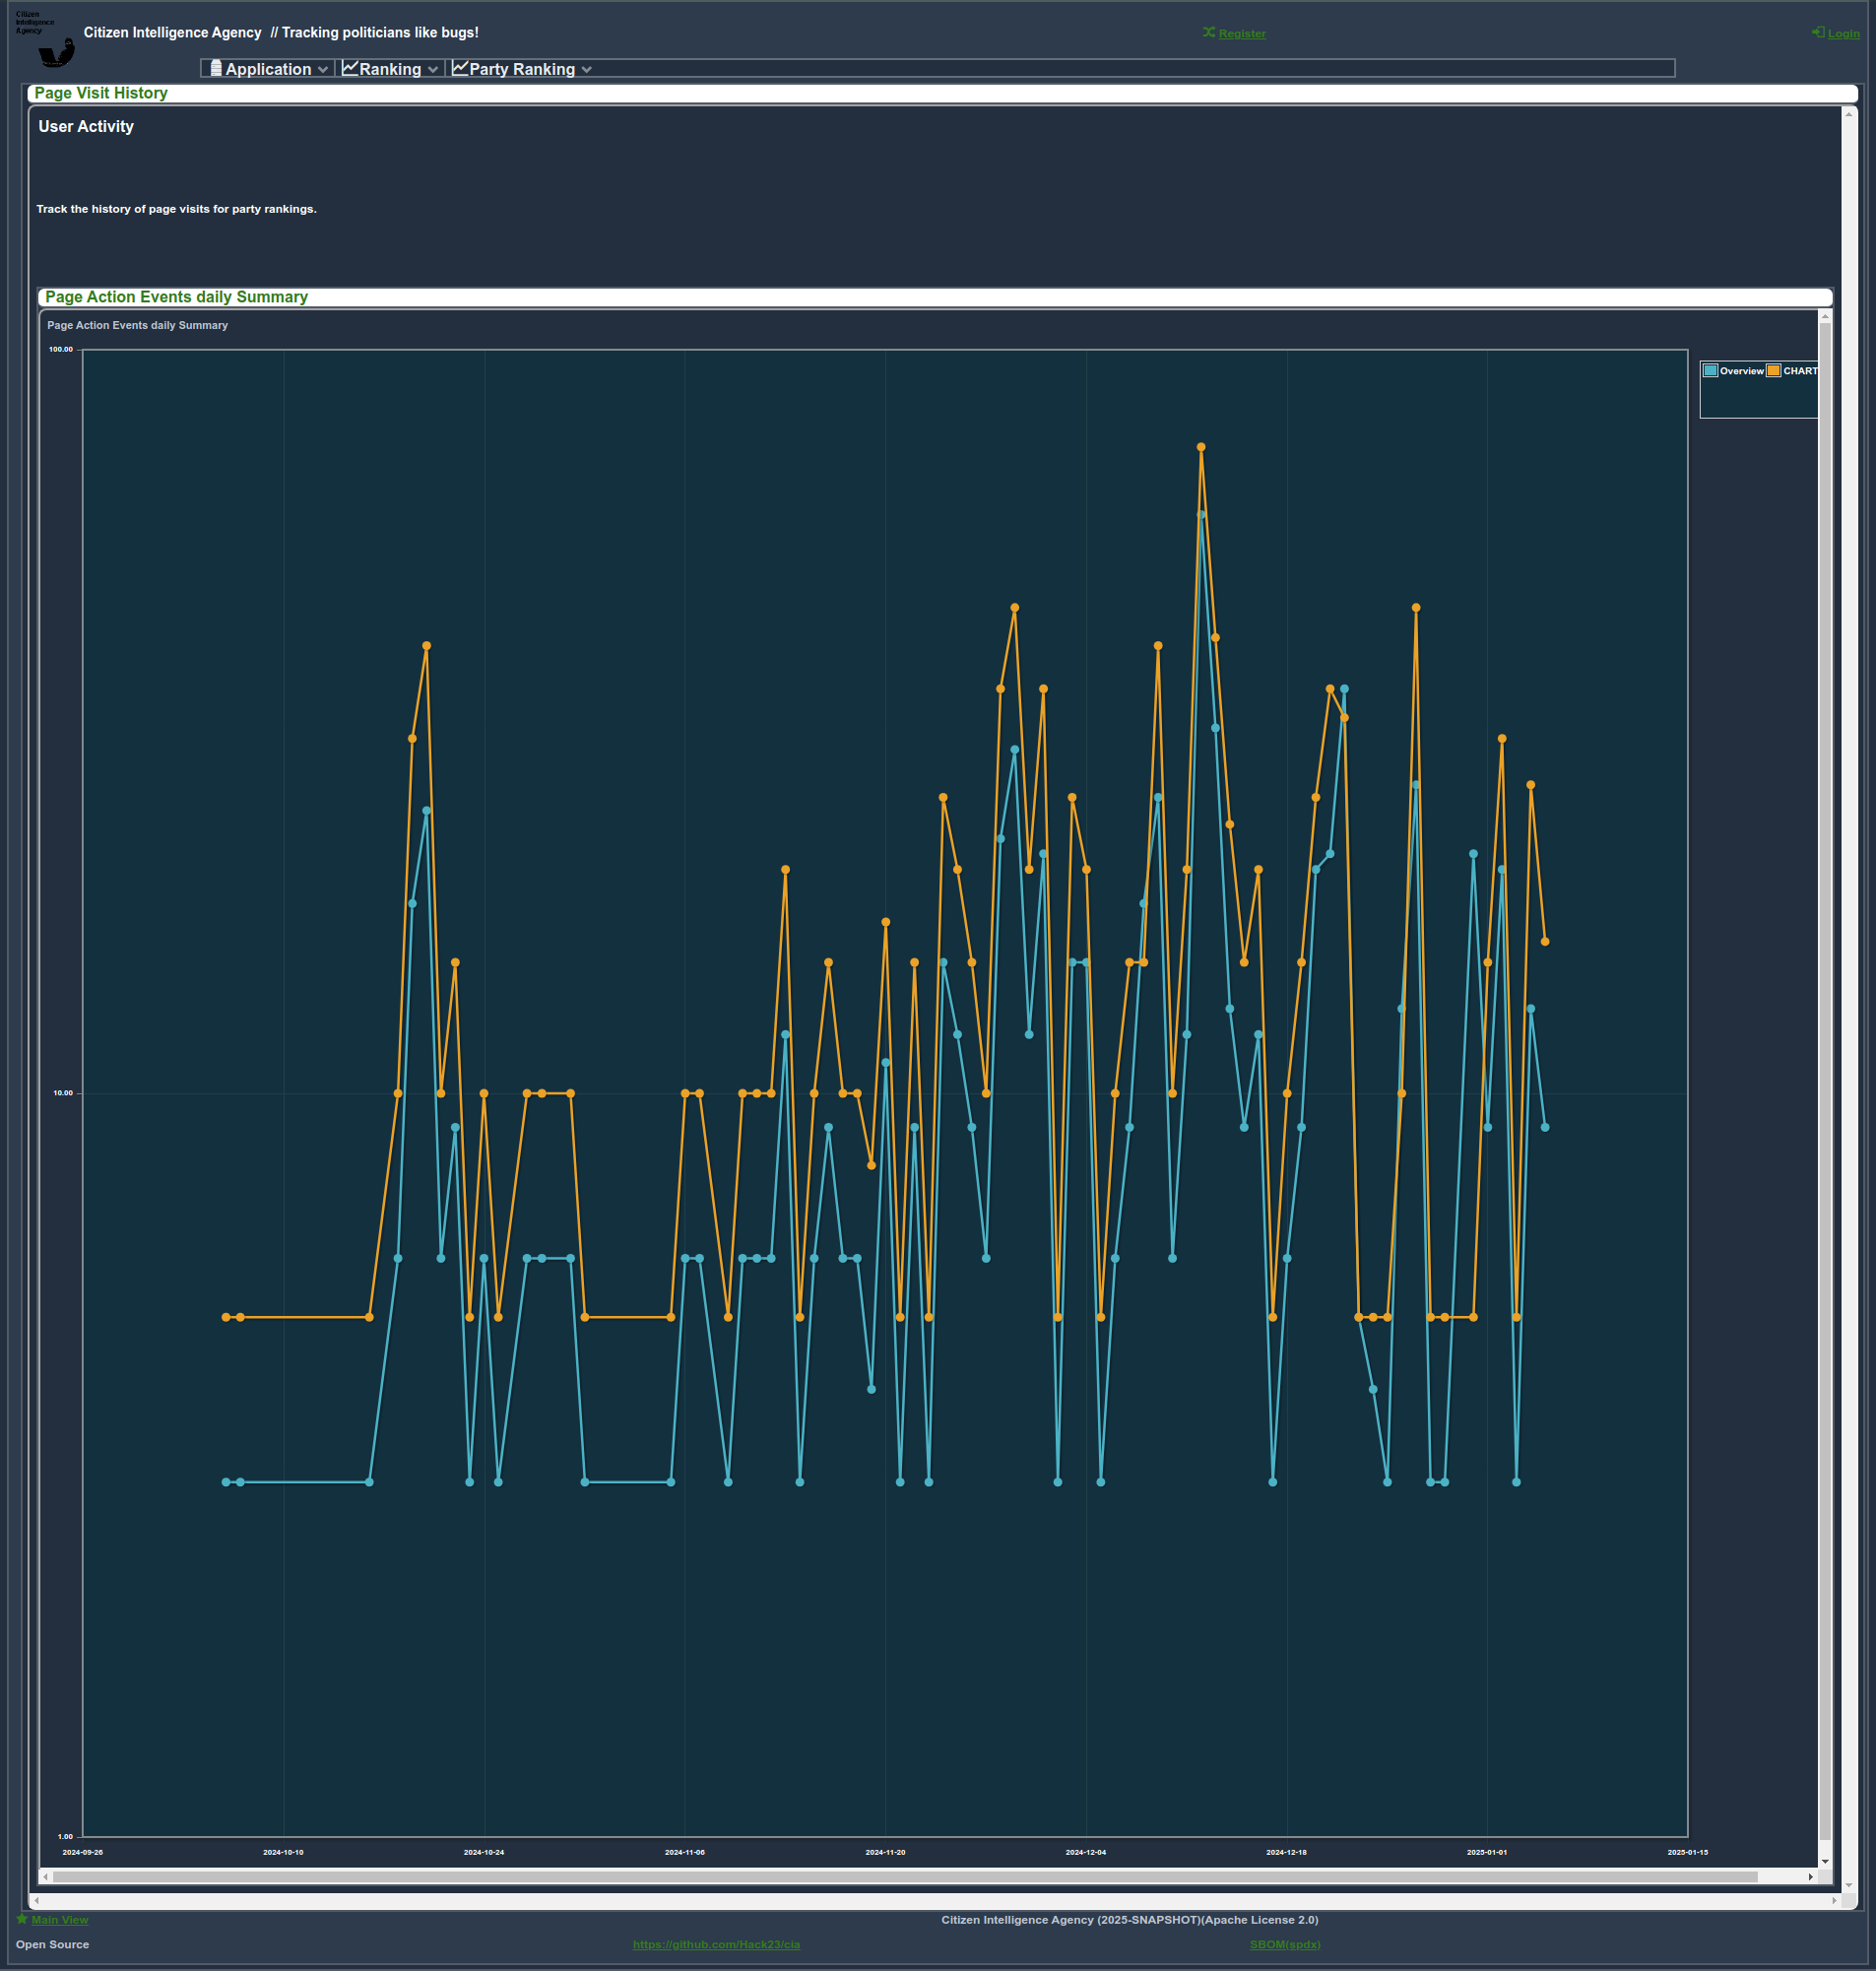 Citizen
Intelligence
Agency
Citizen Intelligence Agency // Tracking politicians like bugs!
Register
Login
Application
Ranking
Party Ranking
Page Visit History
User Activity
Track the history of page visits for party rankings.
Page Action Events daily Summary
Page Action Events daily Summary
100.00
Overview CHART
10.00
1.00
2024-09-26 2024-10-10 2024-10-24 2024-11-06 2024-11-20 2024-12-04 2024-12-18 2025-01-01 2025-01-15
Main View
Citizen Intelligence Agency (2025-SNAPSHOT)(Apache License 2.0)
Open Source
https://github.com/Hack23/cia
SBOM(spdx)